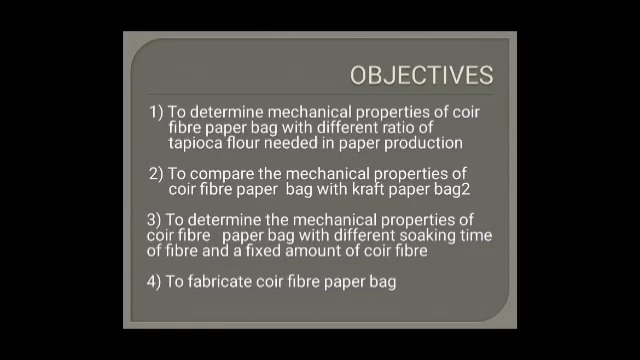 OBJECTIVES
1) To determine mechanical properties of coir
fibre paper bag with different ratio of
tapioca flour needed in paper production
2) To compare the mechanical properties of
coir fibre paper bag with kraft paper bag2
3) To determine the mechanical properties of
coir fibre paper bag with different soaking time
of fibre and a fixed amount of coir fibre
4) To fabricate coir fibre paper bag